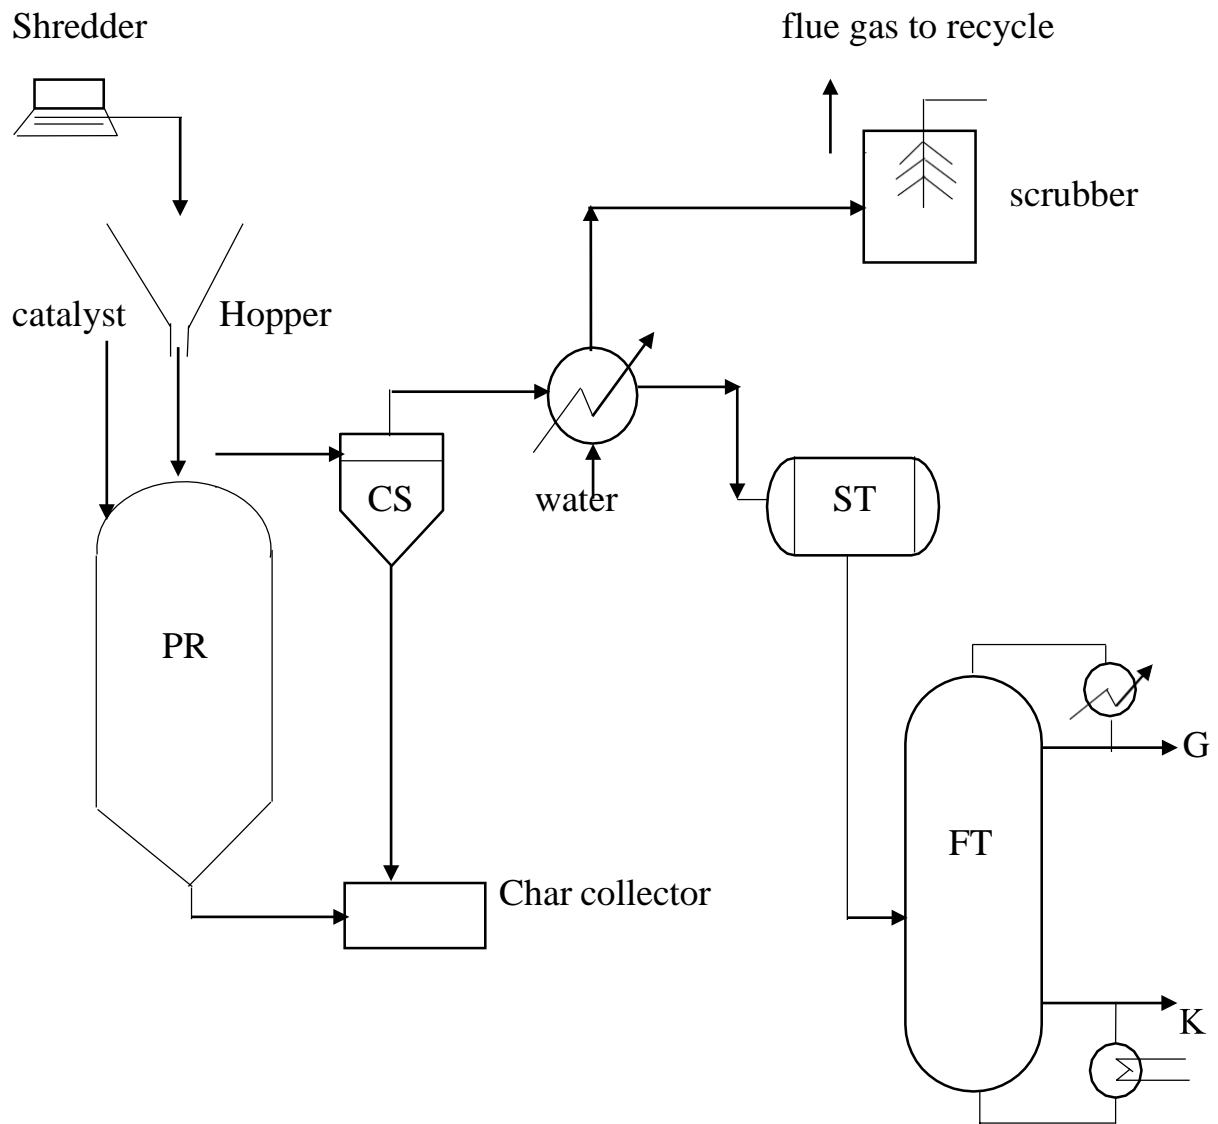 Shredder
flue gas to recycle
scrubber
catalyst
Hopper
CS
water
ST
PR
G
FT
Char collector
K